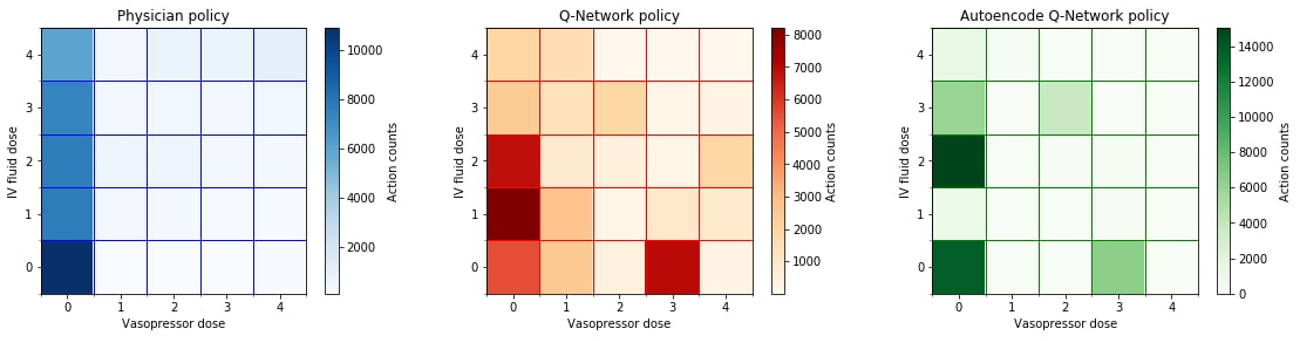 Physician policy
4
3
2
1
0
IV fluid dose
0 1 2 3 4
Vasopressor dose
10000
8000
6000
4000
2000
Action counts
Q-Network policy
4
3
2
1
0
IV fluid dose
0 1 2 3 4
Vasopressor dose
8000
7000
6000
5000
4000
3000
2000
1000
Action counts
Autoencode Q-Network policy
4
3
2
1
0
IV fluid dose
0 1 2 3 4
Vasopressor dose
14000
12000
10000
8000
6000
4000
2000
0
Action counts